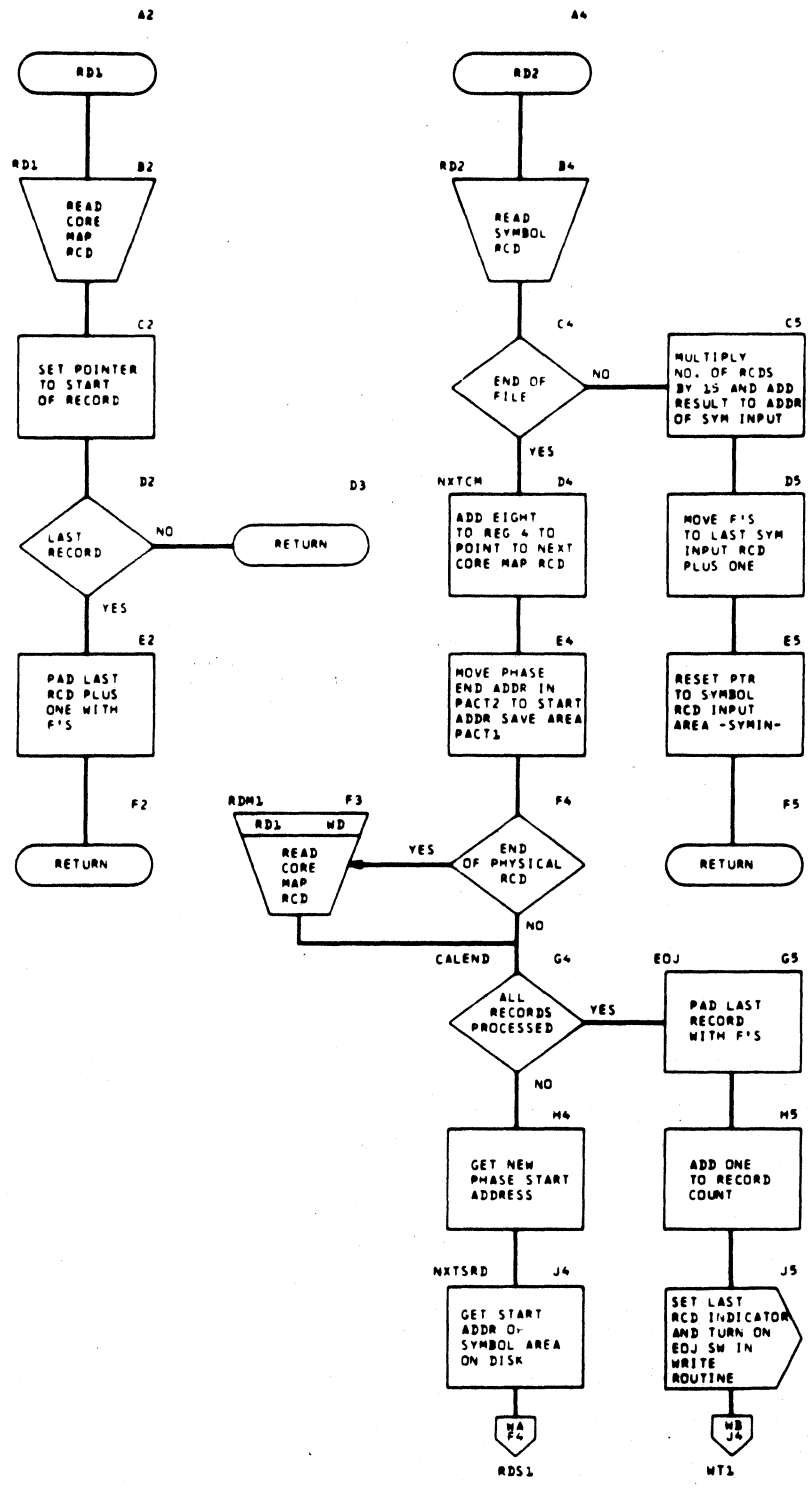 A2
RD1
RD1
B2
READ
CORE
MAP
RCD
C2
SET POINTER
TO START
OF RECORD
D2
LAST
RECORD
NO
D3
RETURN
YES
E2
PAD LAST
RCD PLUS
ONE WITH
F'S
F2
RETURN
A4
RD2
RD2
B4
READ
SYMBOL
RCD
C4
END OF
FILE
NO
YES
C5
MULTIPLY
NO. OF RCDS
BY 15 AND ADD
RESULT TO ADDR
OF SYM INPUT
D5
MOVE F'S
TO LAST SYM
INPUT RCD
PLUS ONE
E5
RESET PTR
TO SYMBOL
RCD INPUT
AREA -SYMIN-
F5
RETURN
NXTCM
D4
ADD EIGHT
TO REG 4 TO
POINT TO NEXT
CORE MAP RCD
E4
MOVE PHASE
END ADDR IN
PACT2 TO START
ADDR SAVE AREA
PACT1
F4
END
OF PHYSICAL
RCD
YES
NO
RDM1
F3
RD1
WD
READ
CORE
MAP
RCD
CALEND
G4
ALL
RECORDS
PROCESSED
YES
NO
EOJ
G5
PAD LAST
RECORD
WITH F'S
H5
ADD ONE
TO RECORD
COUNT
J5
SET LAST
RCD INDICATOR
AND TURN ON
EOJ SW IN
WRITE
ROUTINE
WB
J4
WT1
H4
GET NEW
PHASE START
ADDRESS
NXTSRD
J4
GET START
ADDR OF
SYMBOL AREA
ON DISK
WA
F4
RDS1